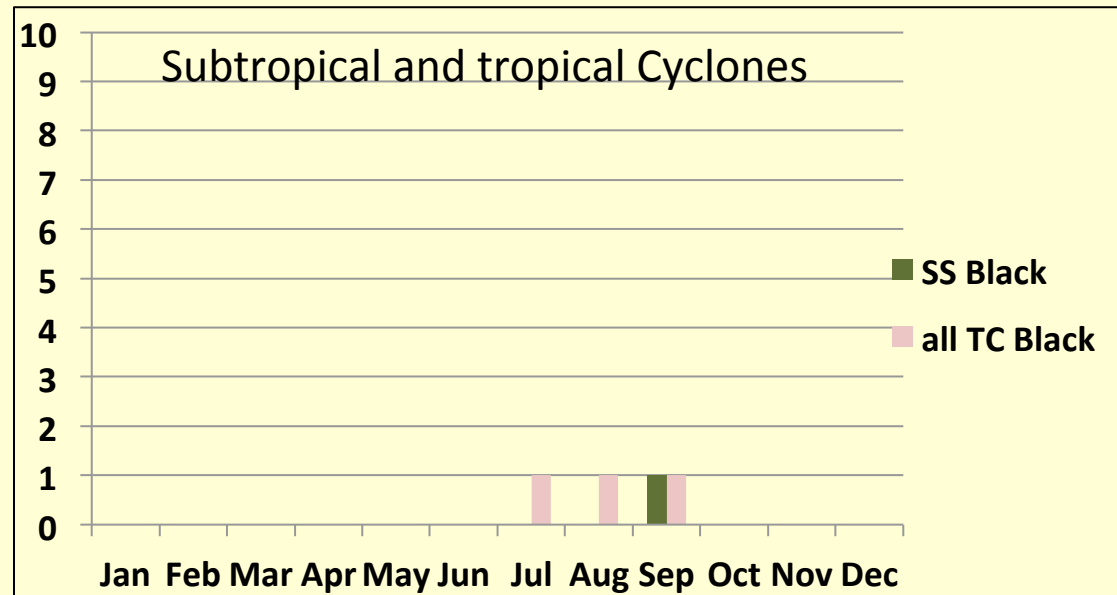 Subtropical and tropical Cyclones
10
9
8
7
6
5
4
3
2
1
0
Jan Feb Mar Apr May Jun Jul Aug Sep Oct Nov Dec
SS Black
all TC Black